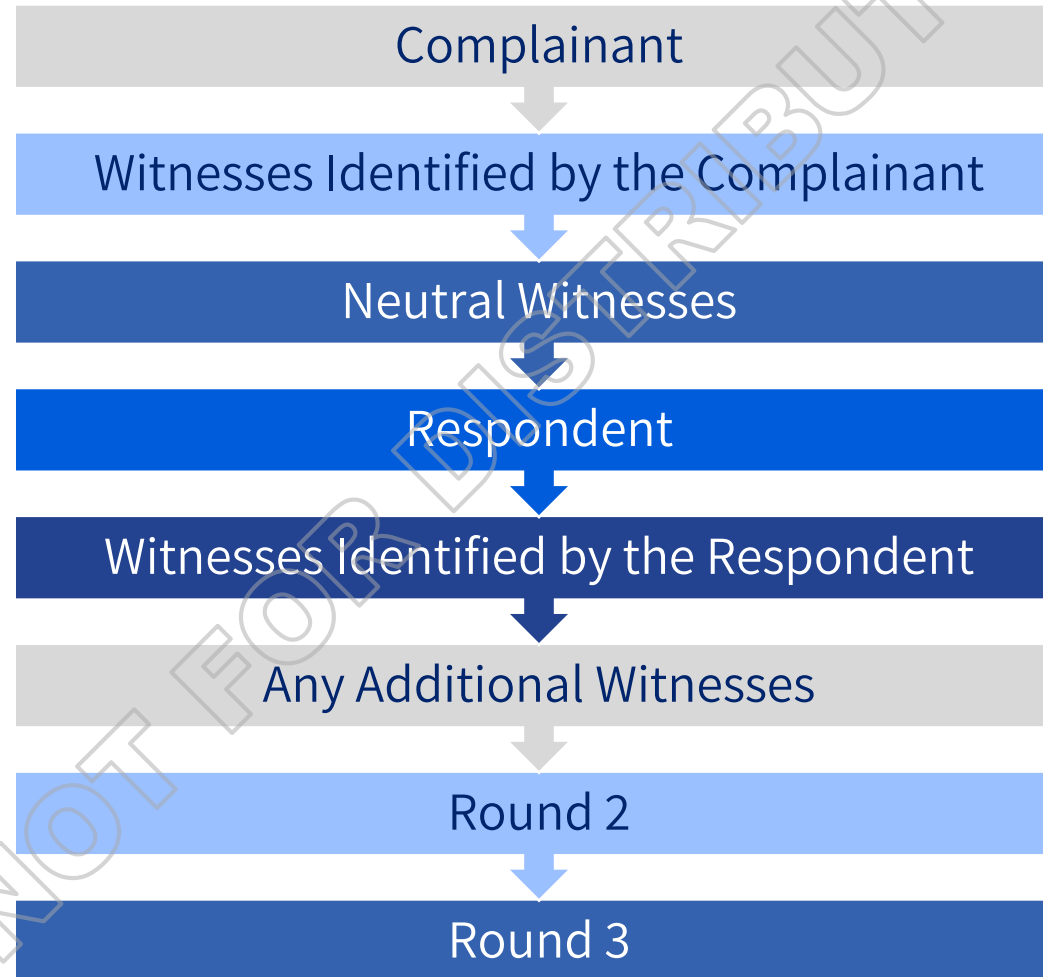 Complainant
Witnesses Identified by the Complainant
Neutral Witnesses
Respondent
Witnesses Identified by the Respondent
Any Additional Witnesses
Round 2
Round 3
NOT FOR DISTRIBUT